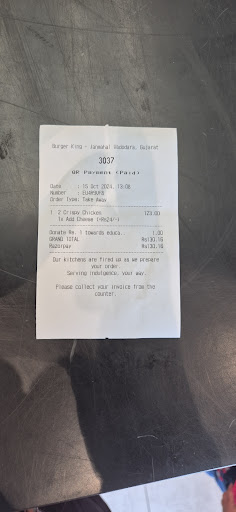 Burger King - Janmahal Vadodara, Gujarat
3037
QR Payment (Paid)
Date : 15 Oct 2024, 13:06
Number :
Order Type: Take Away
1 2 Crispy Chicken 123.00
1x Add Cheese (+Rs24/-)
Donate Rs. 1 towards educa.. 1.00
GRAND TOTAL Rs130.16
Razorpay Rs130.16
Our kitchens are fired up as we prepare
your order.
Serving indulgence, your way.
Please collect your invoice from the
counter.